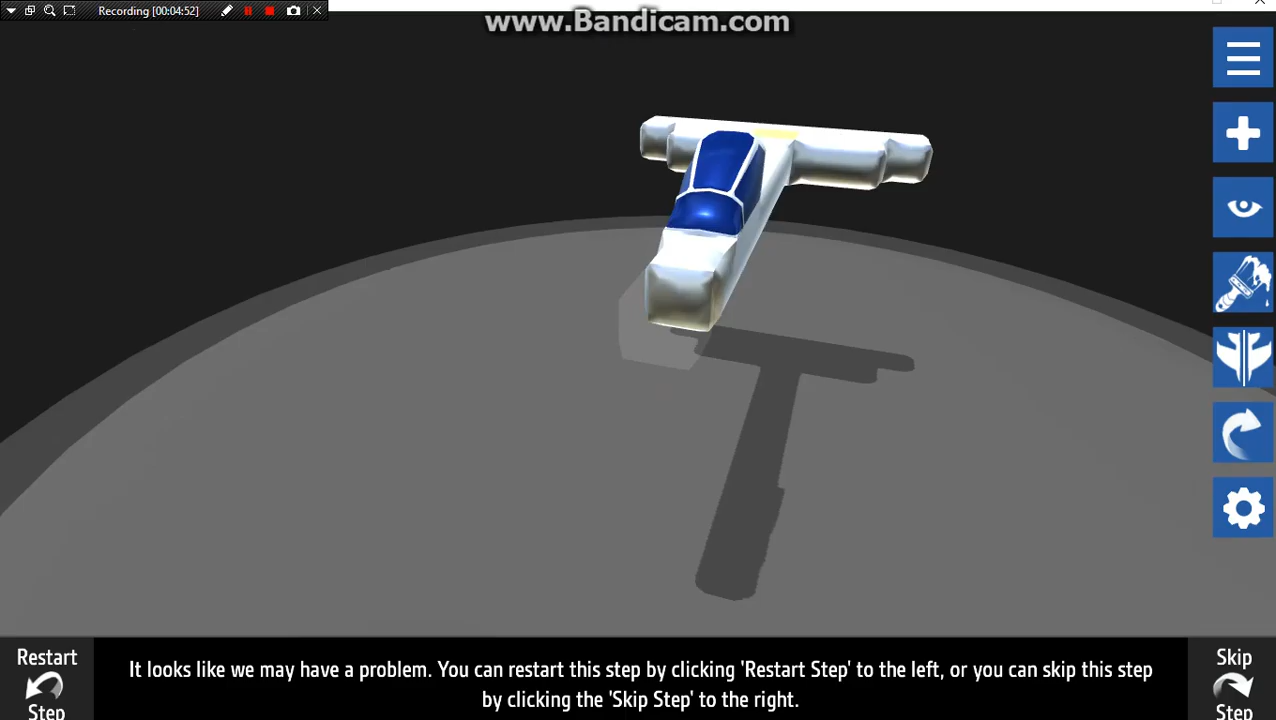 Recording [00:04:52]
www.Bandicam.com
Restart
Step
It looks like we may have a problem. You can restart this step by clicking 'Restart Step' to the left, or you can skip this step
by clicking the 'Skip Step' to the right.
Skip
Step